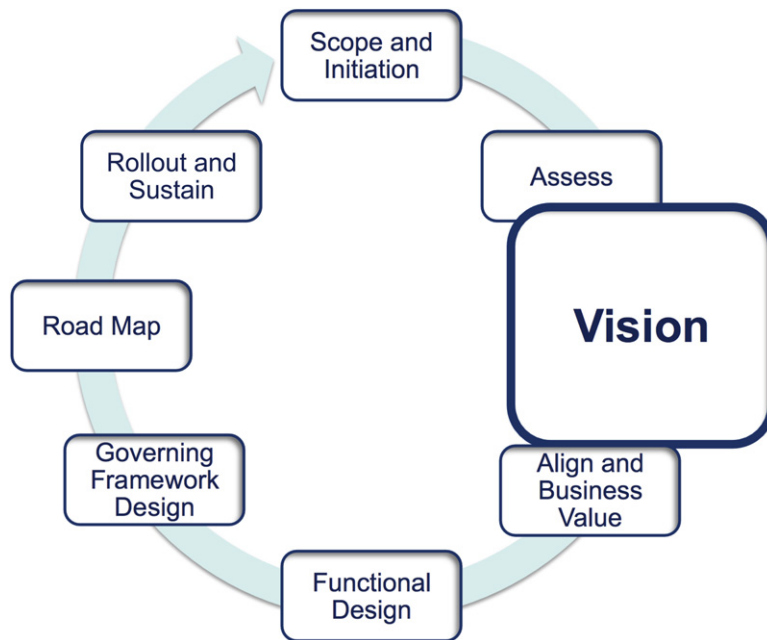 Scope and
Initiation
Assess
Vision
Align and
Business
Value
Functional
Design
Governing
Framework
Design
Road Map
Rollout and
Sustain